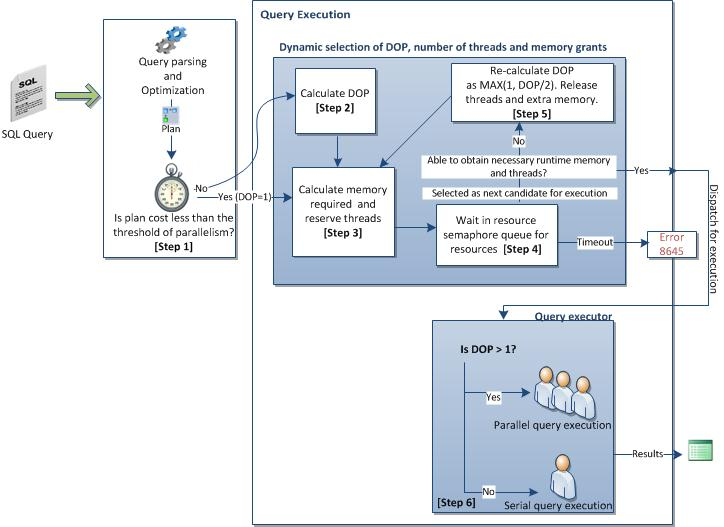 Query Execution
SQL
SQL Query
Query parsing
and
Optimization
Plan
No
Yes (DOP=1)
Is plan cost less than the
threshold of parallelism?
[Step 1]
Dynamic selection of DOP, number of threads and memory grants
Calculate DOP
[Step 2]
Re-calculate DOP
as MAX(1, DOP/2). Release
threads and extra memory.
[Step 5]
No
Able to obtain necessary runtime memory
and threads?
Yes
Selected as next candidate for execution
Calculate memory
required and
reserve threads
[Step 3]
Wait in resource
semaphore queue for
resources [Step 4]
Timeout
Error
8645
Dispatch for execution
Query executor
Is DOP > 1?
Yes
Parallel query execution
No
Serial query execution
[Step 6]
Results